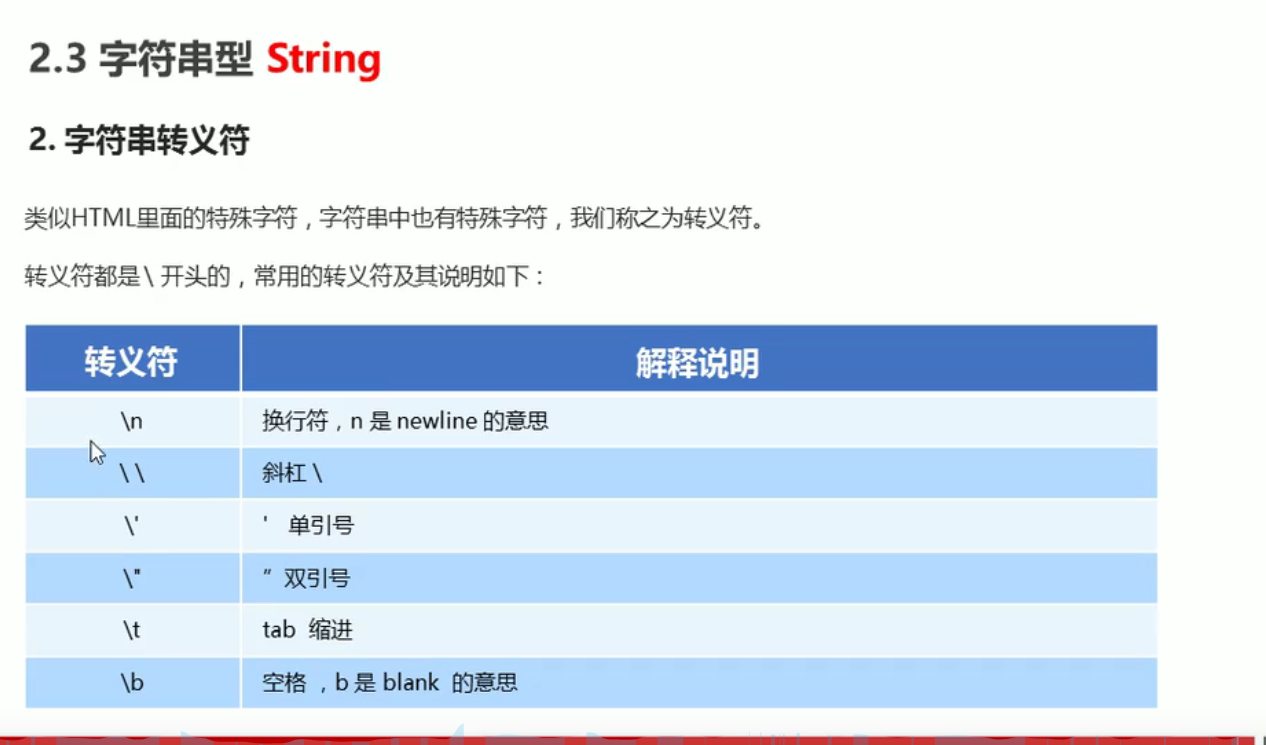 2.3 字符串型 String
2. 字符串转义符
类似HTML里面的特殊字符，字符串中也有特殊字符，我们称之为转义符。
转义符都是 \ 开头的，常用的转义符及其说明如下：
转义符 解释说明
\n 换行符，n 是 newline 的意思
\ \ 斜杠 \
\' ' 单引号
\" ” 双引号
\t tab 缩进
\b 空格 ，b 是 blank 的意思